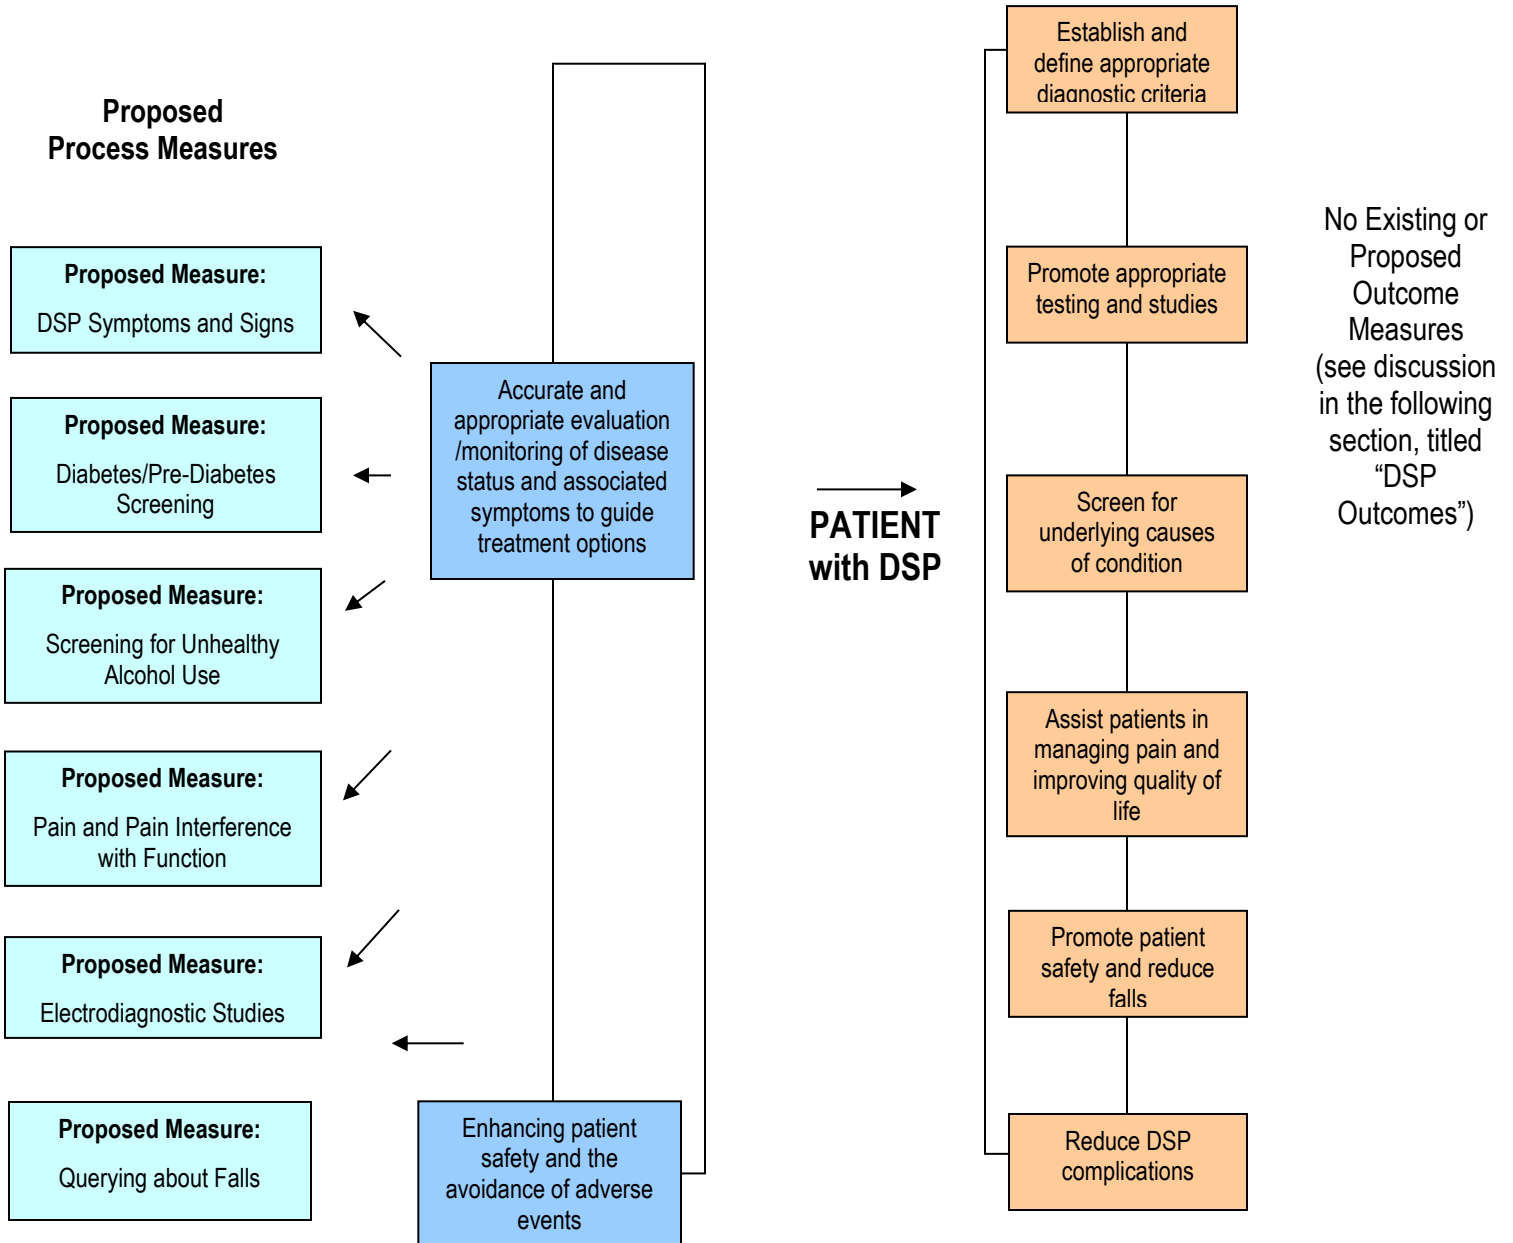 Proposed
Process Measures
Proposed Measure:
DSP Symptoms and Signs
Proposed Measure:
Diabetes/Pre-Diabetes
Screening
Proposed Measure:
Screening for Unhealthy
Alcohol Use
Proposed Measure:
Pain and Pain Interference
with Function
Proposed Measure:
Electrodiagnostic Studies
Proposed Measure:
Querying about Falls
Accurate and
appropriate evaluation
/monitoring of disease
status and associated
symptoms to guide
treatment options
Enhancing patient
safety and the
avoidance of adverse
events
PATIENT
with DSP
Establish and
define appropriate
diagnostic criteria
Promote appropriate
testing and studies
Screen for
underlying causes
of condition
Assist patients in
managing pain and
improving quality of
life
Promote patient
safety and reduce
falls
Reduce DSP
complications
No Existing or
Proposed
Outcome
Measures
(see discussion
in the following
section, titled
“DSP
Outcomes”)